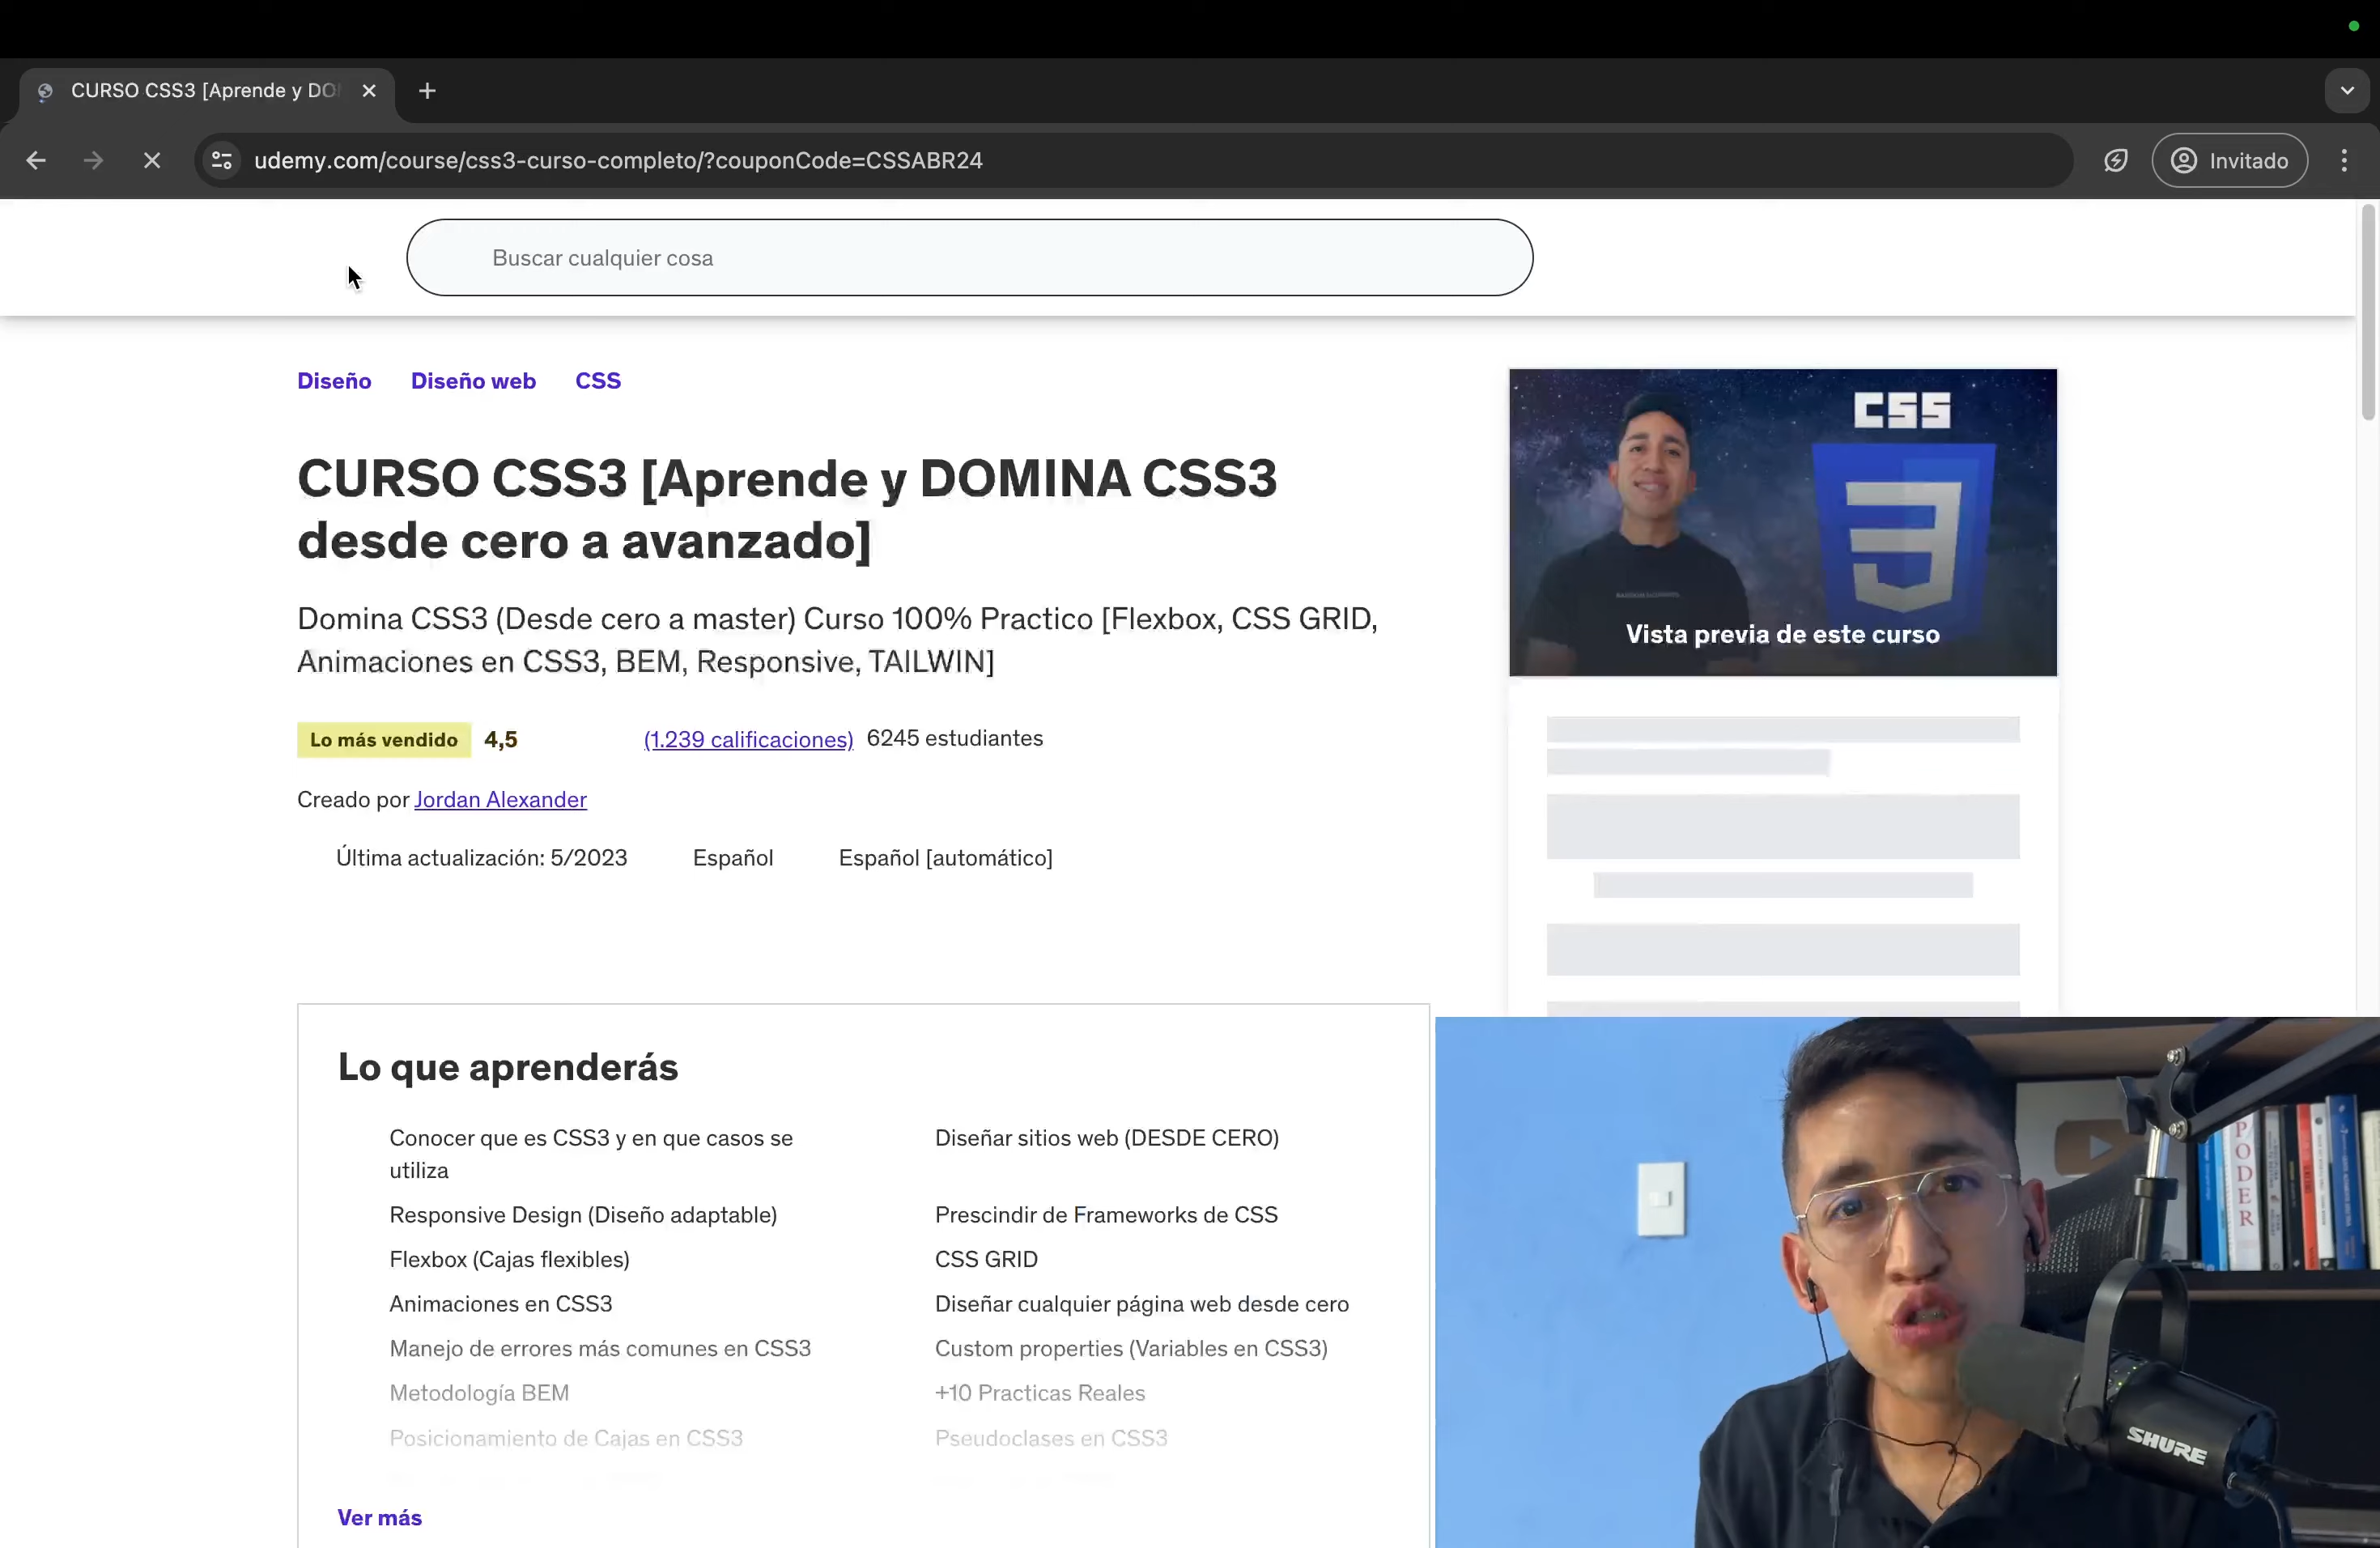 CURSO CSS3 [Aprende y DO
udemy.com/course/css3-curso-completo/?couponCode=CSSABR24
Invitado
Buscar cualquier cosa
Diseño Diseño web CSS
CURSO CSS3 [Aprende y DOMINA CSS3
desde cero a avanzado]
Domina CSS3 (Desde cero a master) Curso 100% Practico [Flexbox, CSS GRID,
Animaciones en CSS3, BEM, Responsive, TAILWIN]
Lo más vendido 4,5 (1.239 calificaciones) 6245 estudiantes
Creado por Jordan Alexander
Última actualización: 5/2023 Español Español [automático]
CSS
3
Vista previa de este curso
Lo que aprenderás
Conocer que es CSS3 y en que casos se
utiliza
Diseñar sitios web (DESDE CERO)
Responsive Design (Diseño adaptable)
Prescindir de Frameworks de CSS
Flexbox (Cajas flexibles)
CSS GRID
Animaciones en CSS3
Diseñar cualquier página web desde cero
Manejo de errores más comunes en CSS3
Custom properties (Variables en CSS3)
Metodología BEM
+10 Practicas Reales
Posicionamiento de Cajas en CSS3
Pseudoclases en CSS3
Ver más
PODER
SHURE